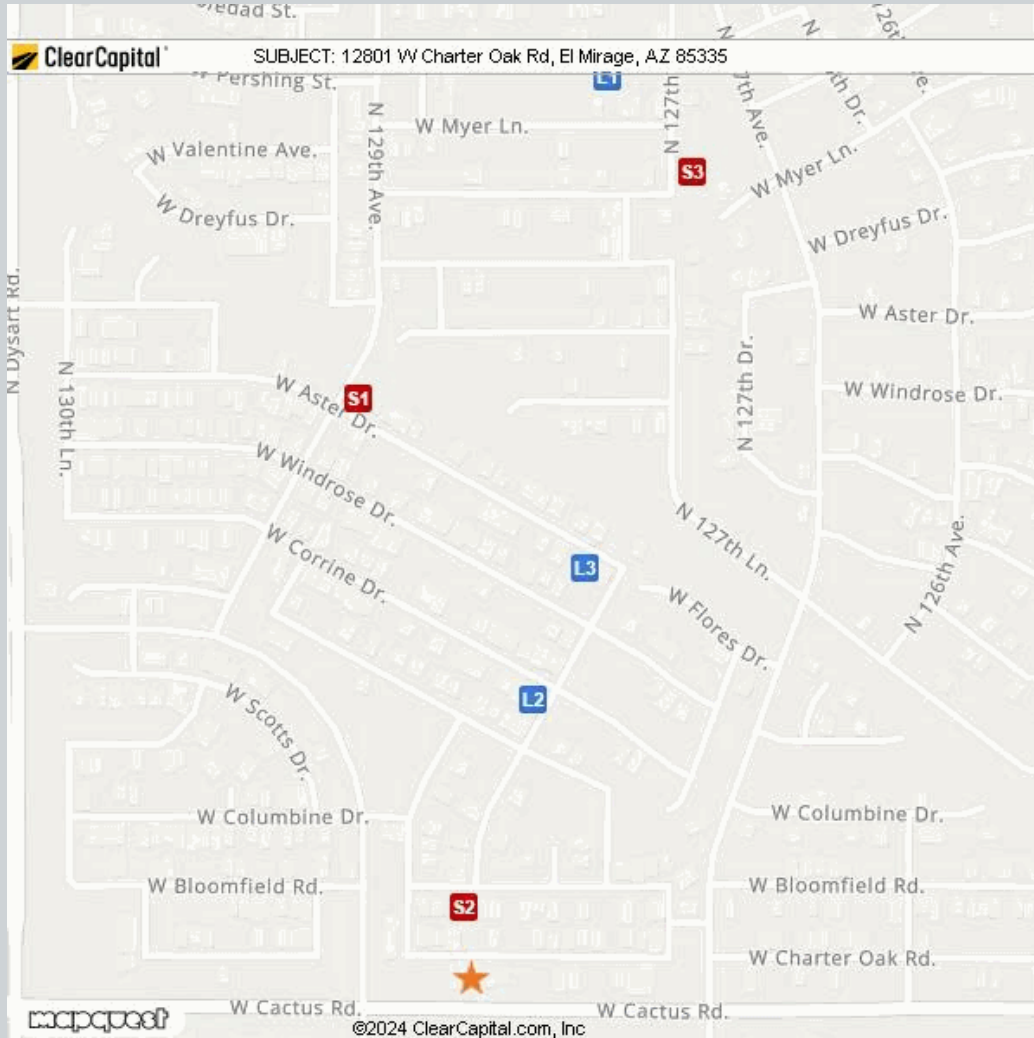 ClearCapital
SUBJECT: 12801 W Charter Oak Rd, El Mirage, AZ 85335
W Pershing St.
L1
N 129th Ave.
W Myer Ln.
N 127th
W Valentine Ave.
S3
W Myer Ln.
W Dreyfus Dr.
W Dreyfus Dr.
N Dysart Rd.
W Aster Dr.
N 130th Ln.
W Aster Dr.
S1
N 127th Dr.
W Windrose Dr.
W Windrose Dr.
N 127th Ln.
W Corrine Dr.
L3
N 126th Ave.
W Flores Dr.
L2
W Scotts Dr.
W Columbine Dr.
W Columbine Dr.
W Bloomfield Rd.
W Bloomfield Rd.
S2
W Charter Oak Rd.
W Cactus Rd.
W Cactus Rd.
mapquest
©2024 ClearCapital.com, Inc